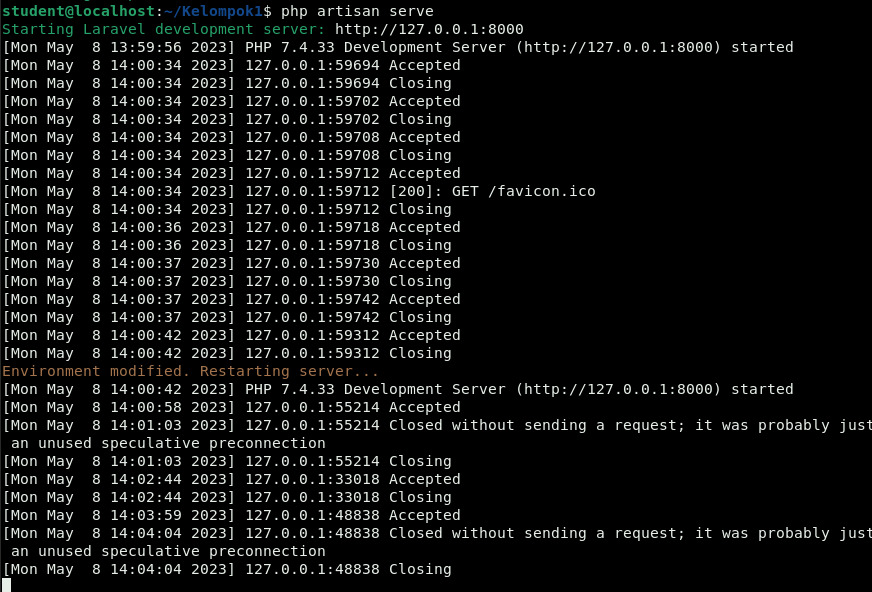 student@localhost:~/Kelompok1$ php artisan serve
Starting Laravel development server: http://127.0.0.1:8000
[Mon May  8 13:59:56 2023] PHP 7.4.33 Development Server (http://127.0.0.1:8000) started
[Mon May  8 14:00:34 2023] 127.0.0.1:59694 Accepted
[Mon May  8 14:00:34 2023] 127.0.0.1:59694 Closing
[Mon May  8 14:00:34 2023] 127.0.0.1:59702 Accepted
[Mon May  8 14:00:34 2023] 127.0.0.1:59702 Closing
[Mon May  8 14:00:34 2023] 127.0.0.1:59708 Accepted
[Mon May  8 14:00:34 2023] 127.0.0.1:59708 Closing
[Mon May  8 14:00:34 2023] 127.0.0.1:59712 Accepted
[Mon May  8 14:00:34 2023] 127.0.0.1:59712 [200]: GET /favicon.ico
[Mon May  8 14:00:34 2023] 127.0.0.1:59712 Closing
[Mon May  8 14:00:36 2023] 127.0.0.1:59718 Accepted
[Mon May  8 14:00:36 2023] 127.0.0.1:59718 Closing
[Mon May  8 14:00:37 2023] 127.0.0.1:59730 Accepted
[Mon May  8 14:00:37 2023] 127.0.0.1:59730 Closing
[Mon May  8 14:00:37 2023] 127.0.0.1:59742 Accepted
[Mon May  8 14:00:37 2023] 127.0.0.1:59742 Closing
[Mon May  8 14:00:42 2023] 127.0.0.1:59312 Accepted
[Mon May  8 14:00:42 2023] 127.0.0.1:59312 Closing
Environment modified. Restarting server...
[Mon May  8 14:00:42 2023] PHP 7.4.33 Development Server (http://127.0.0.1:8000) started
[Mon May  8 14:00:58 2023] 127.0.0.1:55214 Accepted
[Mon May  8 14:01:03 2023] 127.0.0.1:55214 Closed without sending a request; it was probably just
 an unused speculative preconnection
[Mon May  8 14:01:03 2023] 127.0.0.1:55214 Closing
[Mon May  8 14:02:44 2023] 127.0.0.1:33018 Accepted
[Mon May  8 14:02:44 2023] 127.0.0.1:33018 Closing
[Mon May  8 14:03:59 2023] 127.0.0.1:48838 Accepted
[Mon May  8 14:04:04 2023] 127.0.0.1:48838 Closed without sending a request; it was probably just
 an unused speculative preconnection
[Mon May  8 14:04:04 2023] 127.0.0.1:48838 Closing